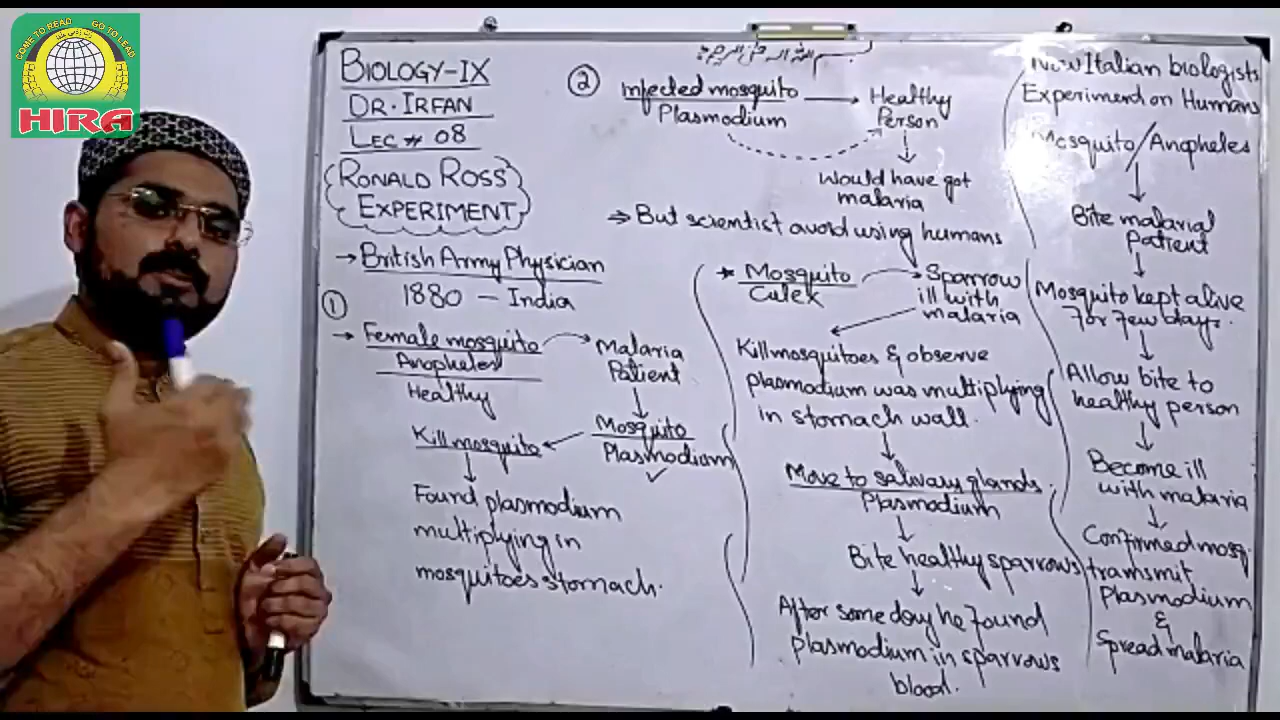 COME TO READ GO TO LEAD
HIRA
BIOLOGY-IX
DR. IRFAN
LEC # 08
RONALD ROSS
EXPERIMENT
→ British Army Physician
1880 - India
①
→ Female mosquito → Malaria
Anopheles Patient
Healthy
Kill mosquito ← Mosquito
Plasmodium ✓
Found plasmodium
multiplying in
mosquitoes stomach.
② Infected mosquito → Healthy
Plasmodium Person
Would have got
malaria
⇒ But scientist avoid using humans
* Mosquito → Sparrow
Culex ill with
malaria
Kill mosquitoes & observe
plasmodium was multiplying
in stomach wall.
Move to salivary glands.
Plasmodium
Bite healthy sparrows
After some day he found
plasmodium in sparrows
blood.
Now Italian biologists
Experiment on Humans
Mosquito/Anopheles
Bite malarial
Patient
Mosquito kept alive
for few days.
Allow bite to
healthy person
Become ill
with malaria
Confirmed mosq.
transmit
Plasmodium
&
Spread malaria